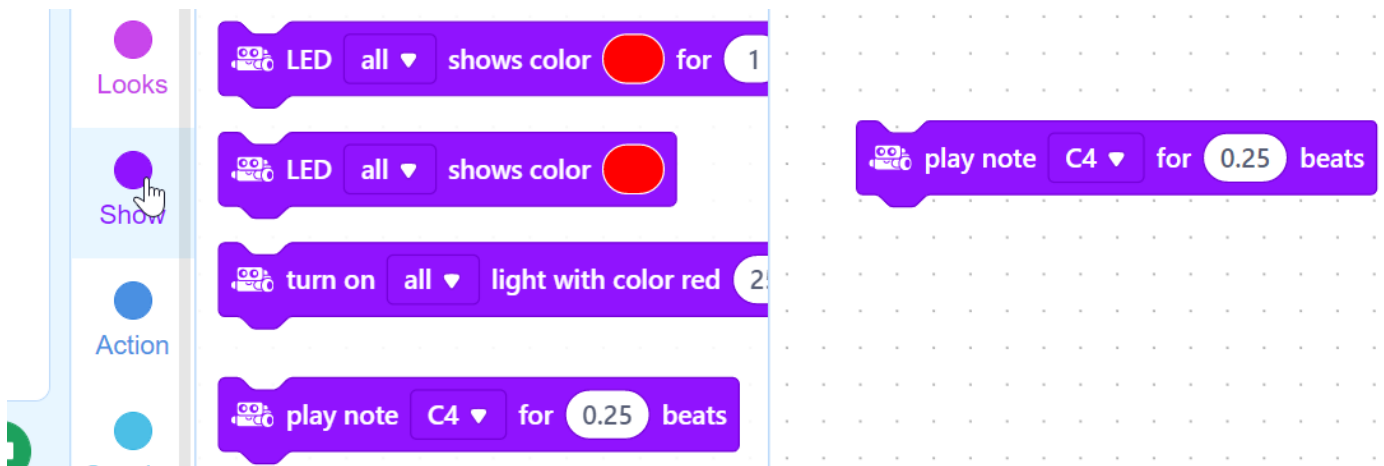 Looks
Show
Action
LED all ▼ shows color for 1
LED all ▼ shows color
turn on all ▼ light with color red
play note C4 ▼ for 0.25 beats
play note C4 ▼ for 0.25 beats